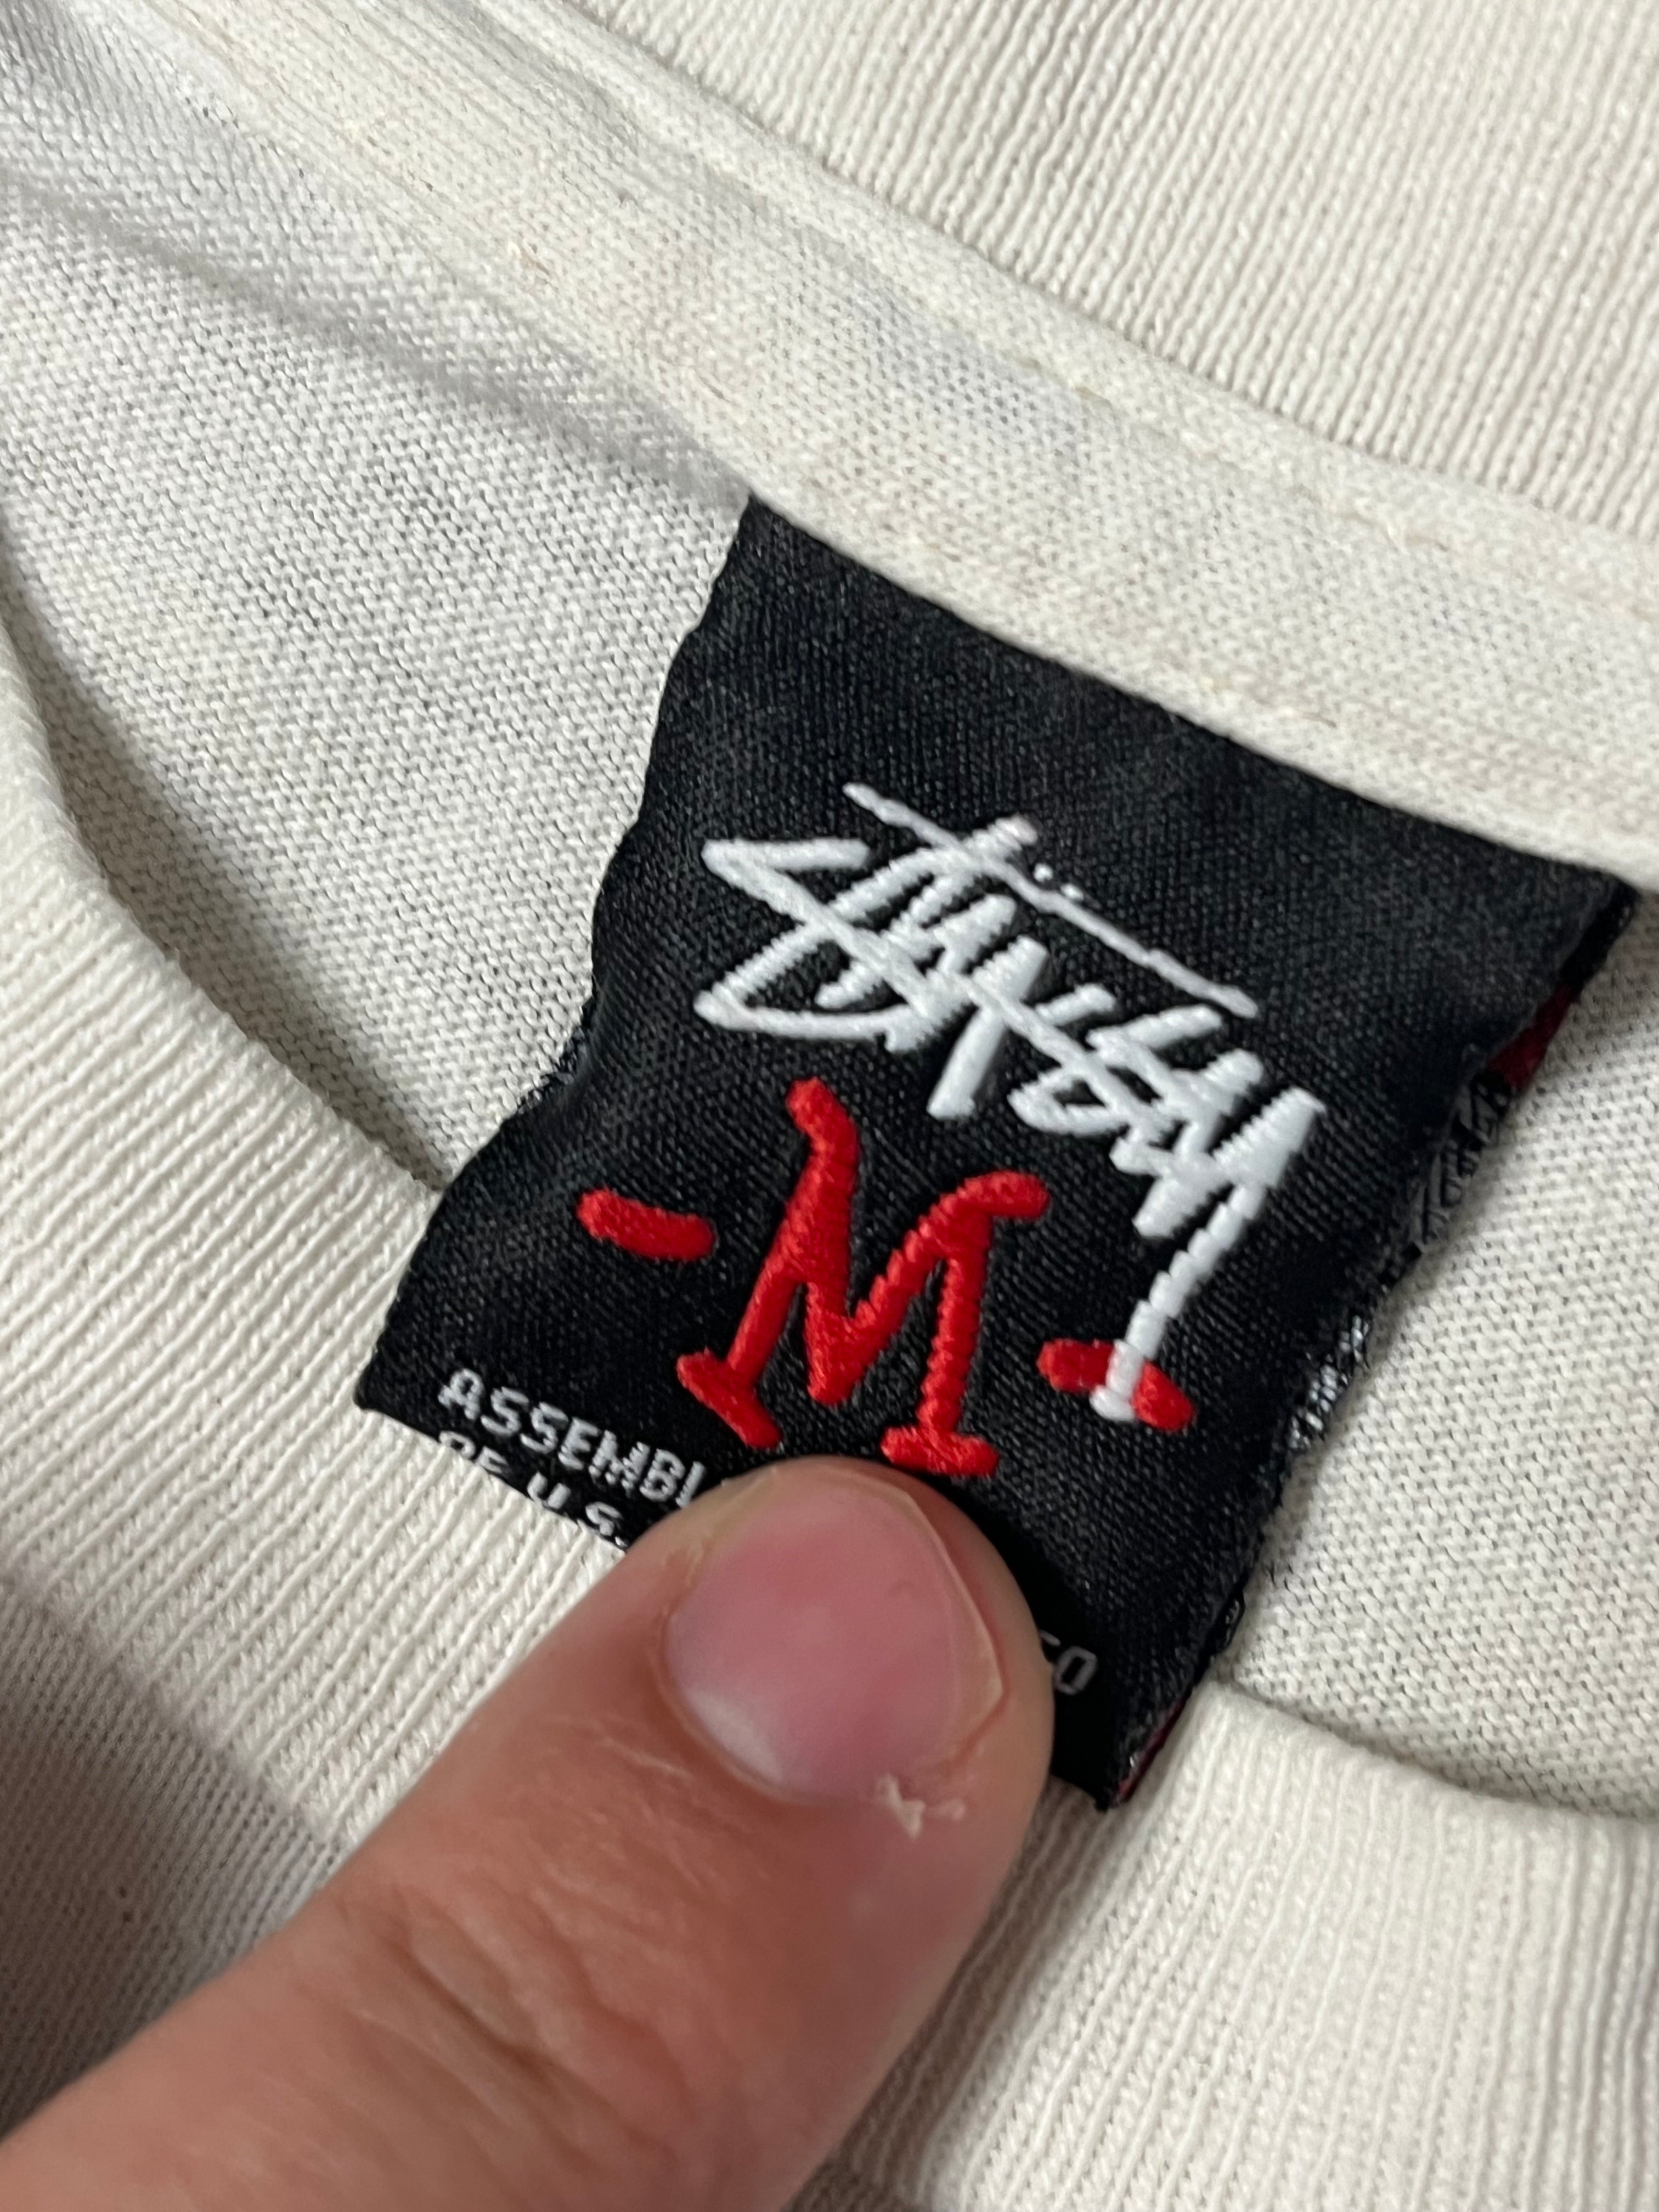 Stüssy
- M -
ASSEMBL
OF U.S.